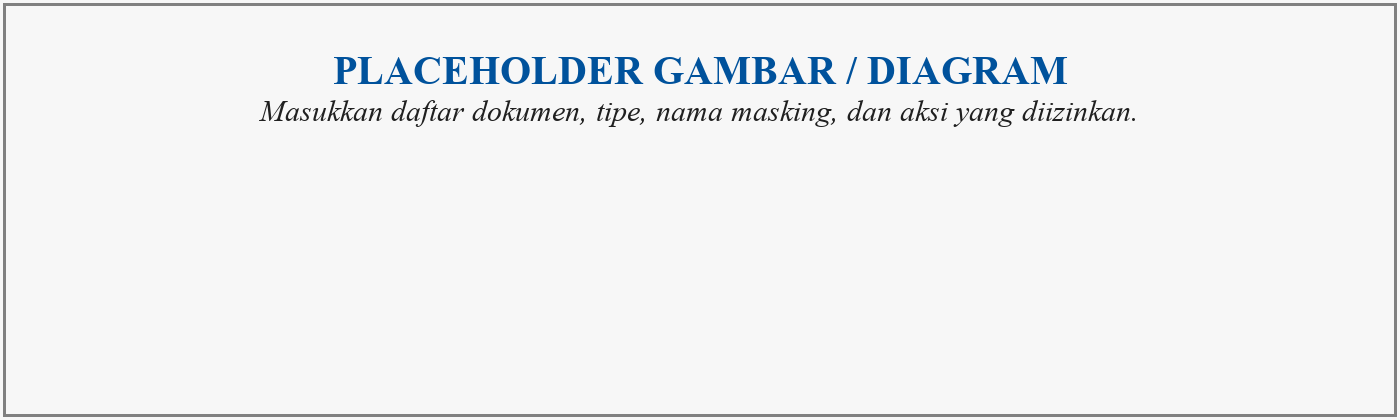 PLACEHOLDER GAMBAR / DIAGRAM
Masukkan daftar dokumen, tipe, nama masking, dan aksi yang diizinkan.